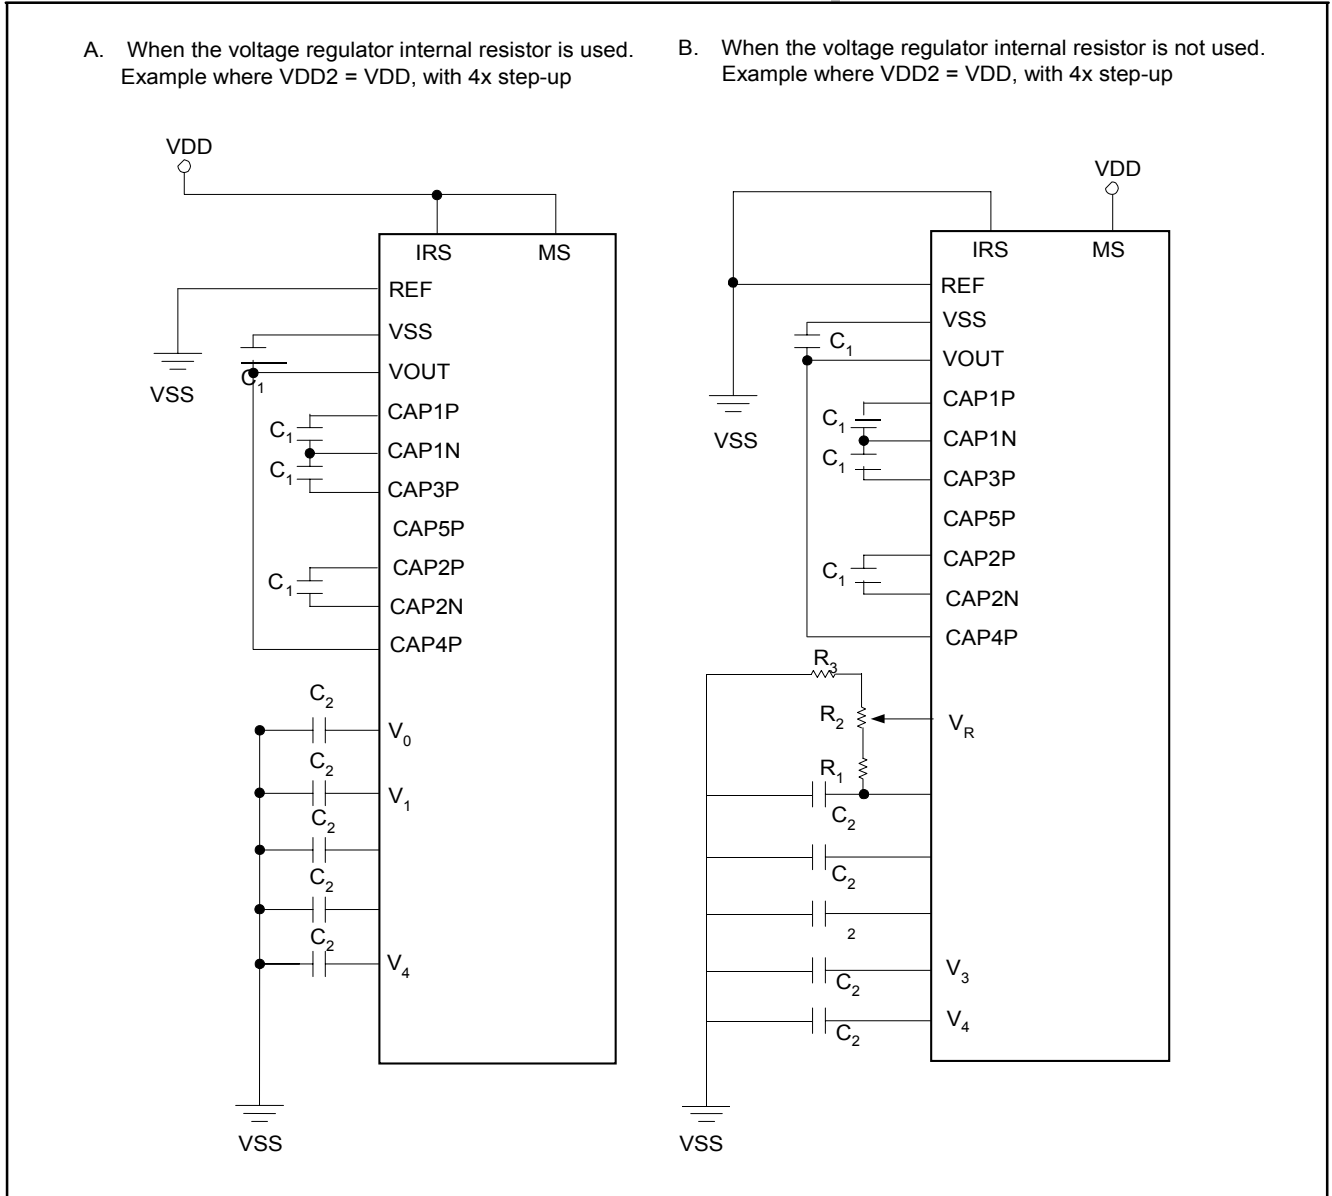 A. When the voltage regulator internal resistor is used.
Example where VDD2 = VDD, with 4x step-up
VDD
IRS MS
REF
VSS
VSS
C1
VOUT
CAP1P
C1
CAP1N
C1
CAP3P
CAP5P
CAP2P
C1
CAP2N
CAP4P
C2
V0
C2
V1
C2
C2
C2
V4
VSS
B. When the voltage regulator internal resistor is not used.
Example where VDD2 = VDD, with 4x step-up
VDD
IRS MS
REF
VSS
C1
VOUT
CAP1P
C1
VSS
CAP1N
C1
CAP3P
CAP5P
CAP2P
C1
CAP2N
CAP4P
R3
R2
VR
R1
C2
C2
2
V3
C2
V4
C2
VSS